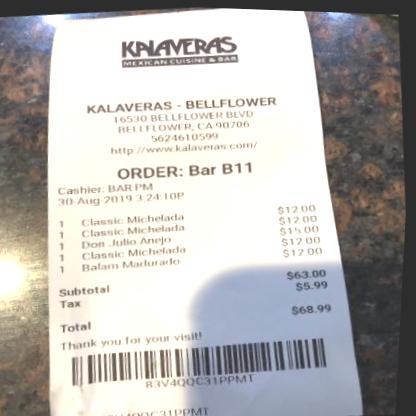 KALAVERAS
MEXICAN CUISINE & BAR
KALAVERAS - BELLFLOWER
16530 BELLFLOWER BLVD
BELLFLOWER, CA 90706
5624610599
http://www.kalaveras.com/
ORDER: Bar B11
Cashier: BAR PM
30-Aug-2019 3:24:10P
1 Classic Michelada $12.00
1 Classic Michelada $12.00
1 Don Julio Anejo $15.00
1 Classic Michelada $12.00
1 Balam Madurado $12.00
Subtotal $63.00
Tax $5.99
Total $68.99
Thank you for your visit!
83V4QQC31PPMT
83V4QQC31PPMT